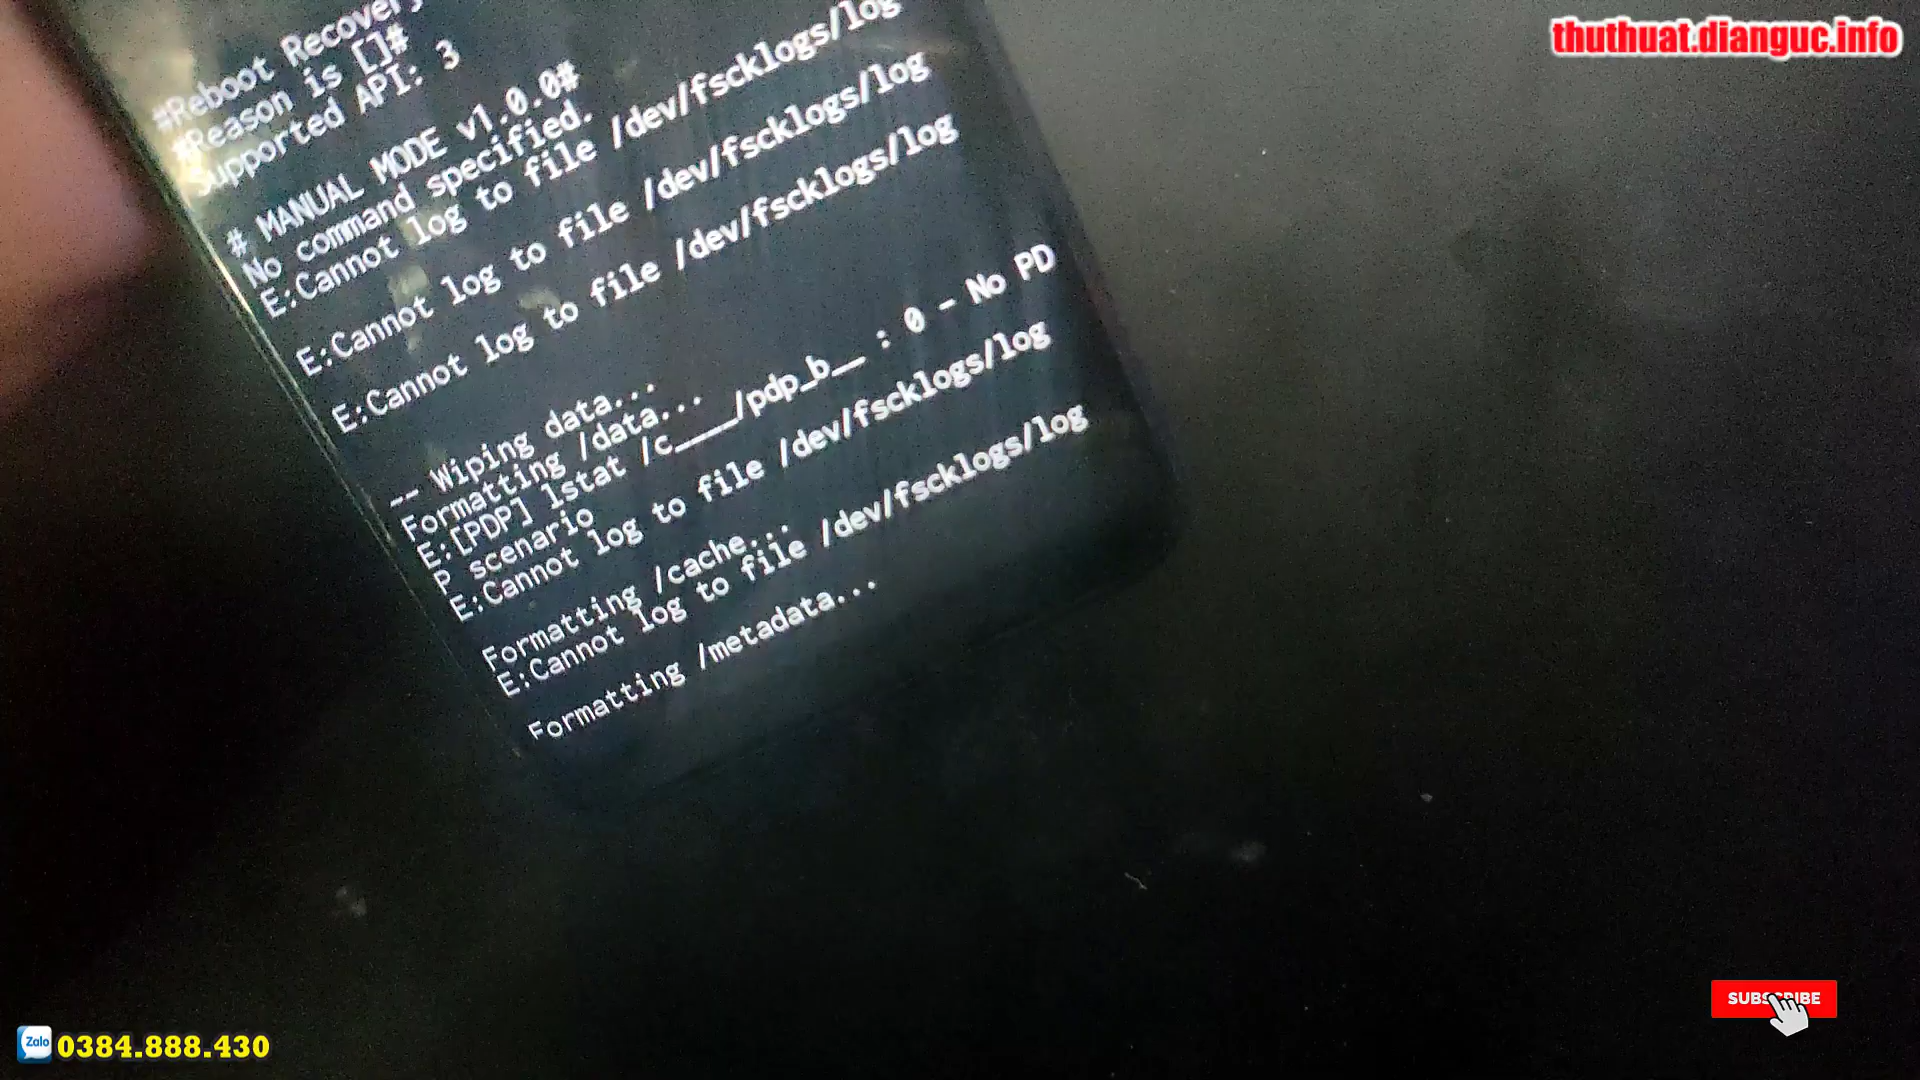 #Reboot Recovery
#Reason is []#
Supported API: 3
# MANUAL MODE v1.0.0#
No command specified.
E:Cannot log to file /dev/fscklogs/log
E:Cannot log to file /dev/fscklogs/log
E:Cannot log to file /dev/fscklogs/log
-- Wiping data...
Formatting /data...
E:[PDP] lstat /c____/pdp_b__ : 0 - No PD
P scenario
E:Cannot log to file /dev/fscklogs/log
Formatting /cache...
E:Cannot log to file /dev/fscklogs/log
Formatting /metadata...
thuthuat.dianguc.info
SUBSCRIBE
Zalo 0384.888.430